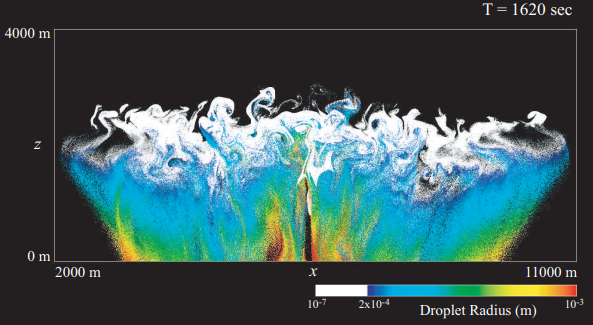 T = 1620 sec
4000 m
z
0 m
2000 m x 11000 m
10⁻⁷ 2x10⁻⁴ 10⁻³
Droplet Radius (m)